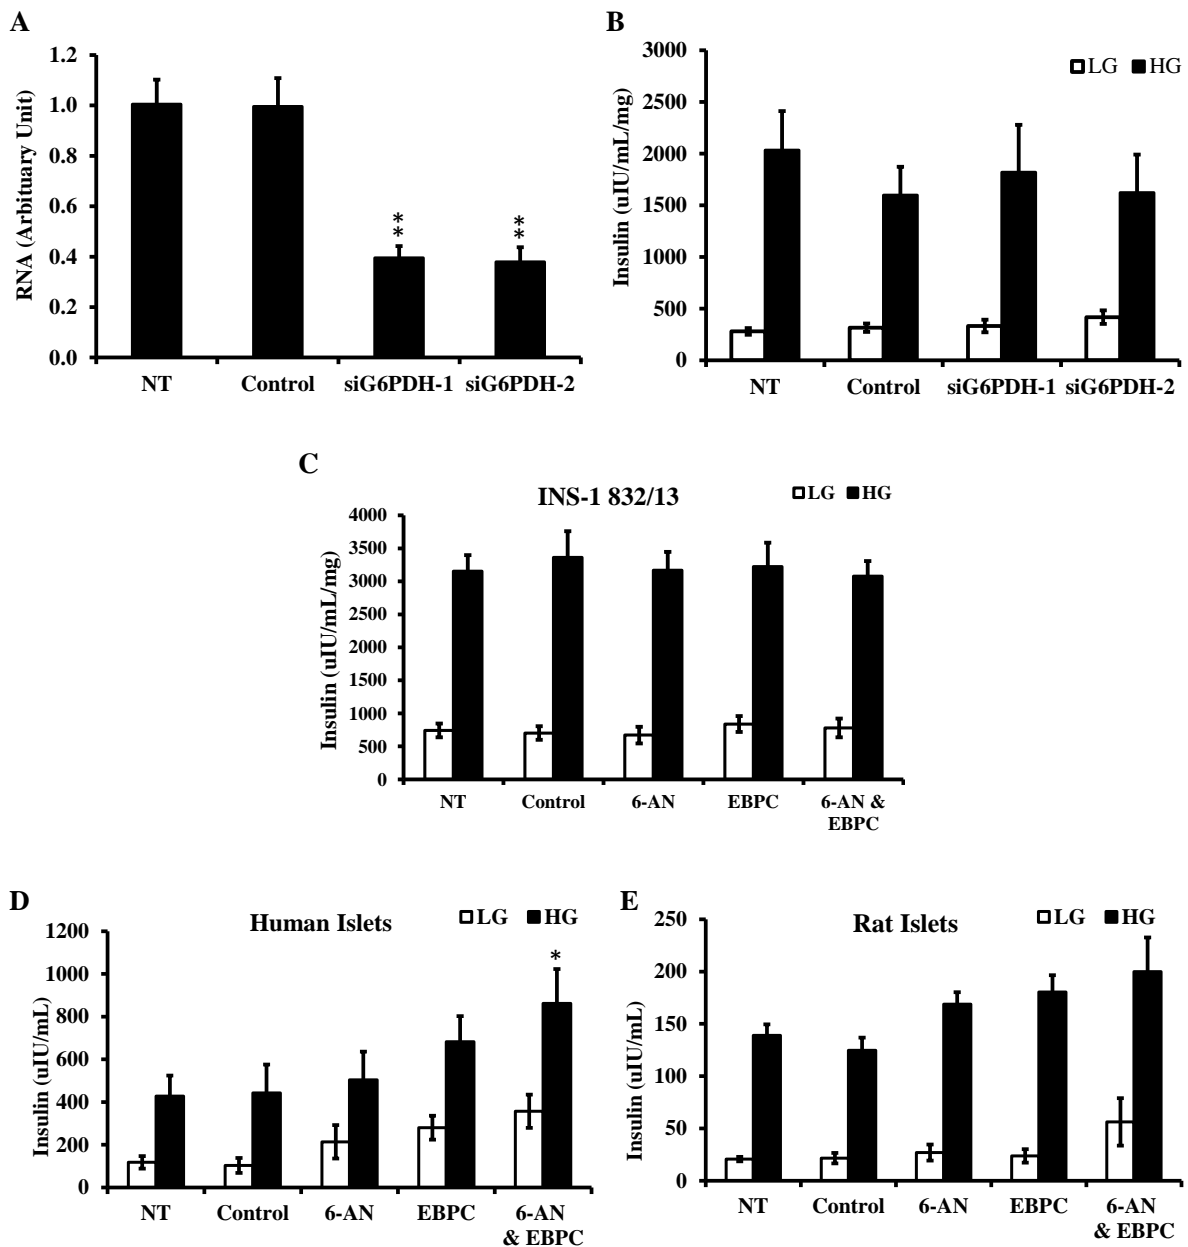 A
RNA (Arbituary Unit)
1.2
1.0
0.8
0.6
0.4
0.2
0.0
**
**
NT Control siG6PDH-1 siG6PDH-2
B
LG HG
Insulin (uIU/mL/mg)
3000
2500
2000
1500
1000
500
0
NT Control siG6PDH-1 siG6PDH-2
C
INS-1 832/13
LG HG
Insulin (uIU/mL/mg)
4000
3500
3000
2500
2000
1500
1000
500
0
NT Control 6-AN EBPC 6-AN &
EBPC
D
Human Islets
LG HG
Insulin (uIU/mL)
1200
1000
800
600
400
200
0
*
NT Control 6-AN EBPC 6-AN
& EBPC
E
Rat Islets
LG HG
Insulin (uIU/mL)
250
200
150
100
50
0
NT Control 6-AN EBPC 6-AN
& EBPC